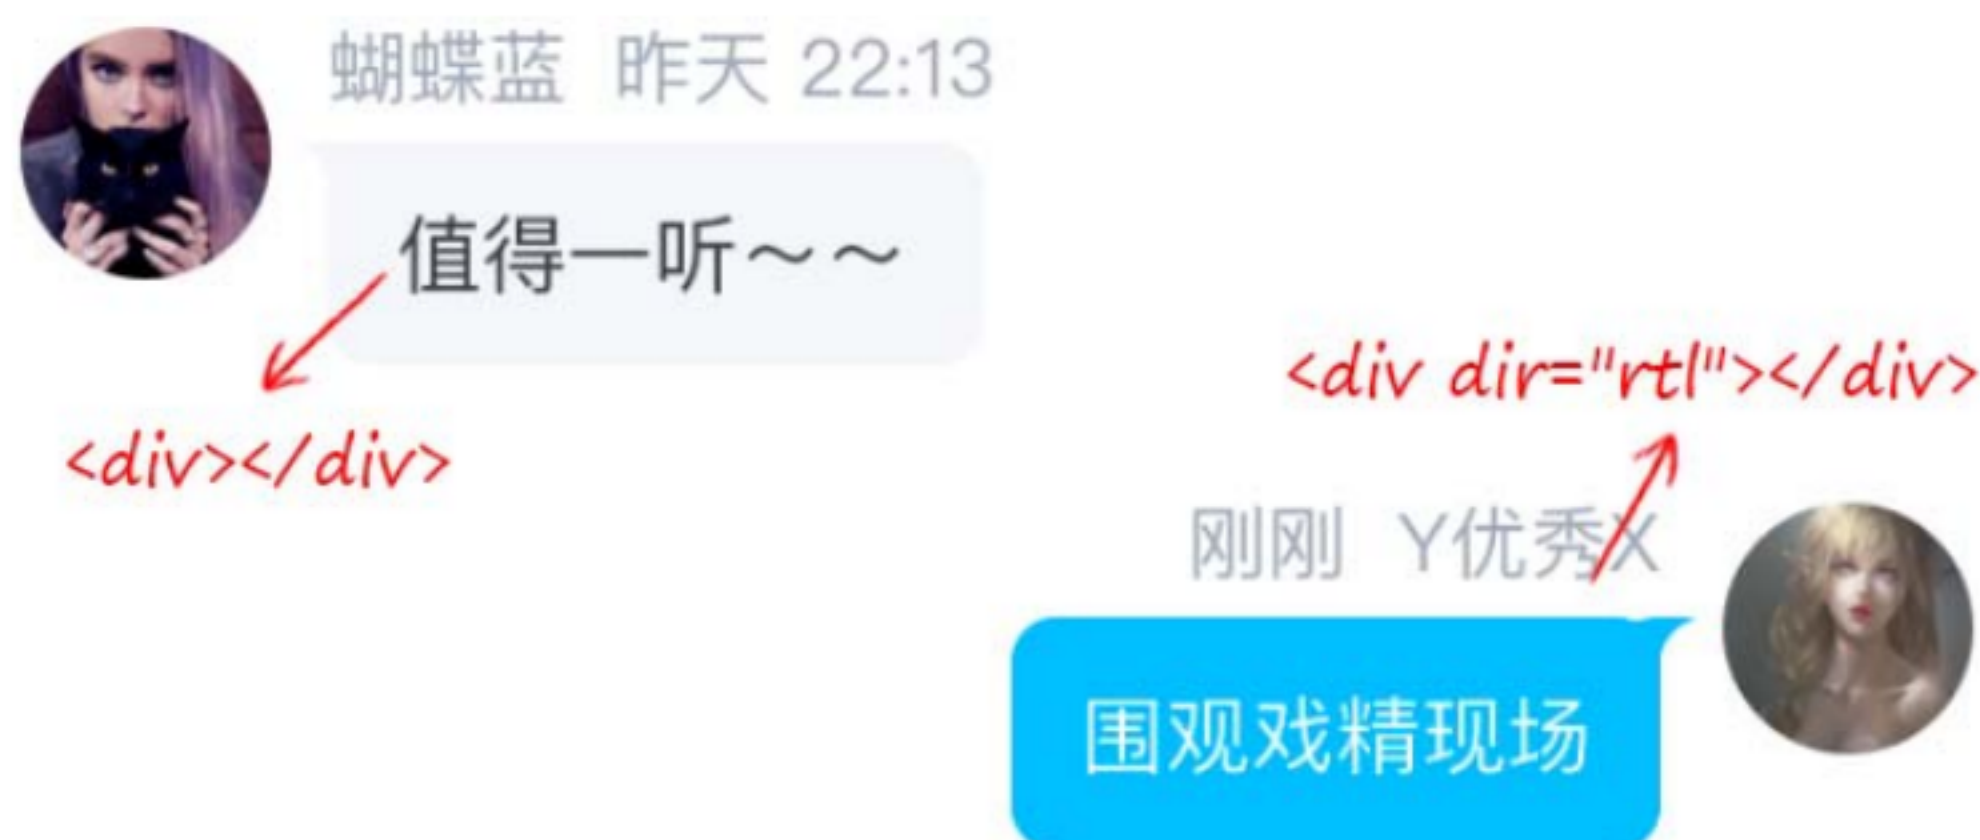 蝴蝶蓝 昨天 22:13
值得一听～～
<div></div>
<div dir="rtl"></div>
刚刚 Y优秀X
围观戏精现场